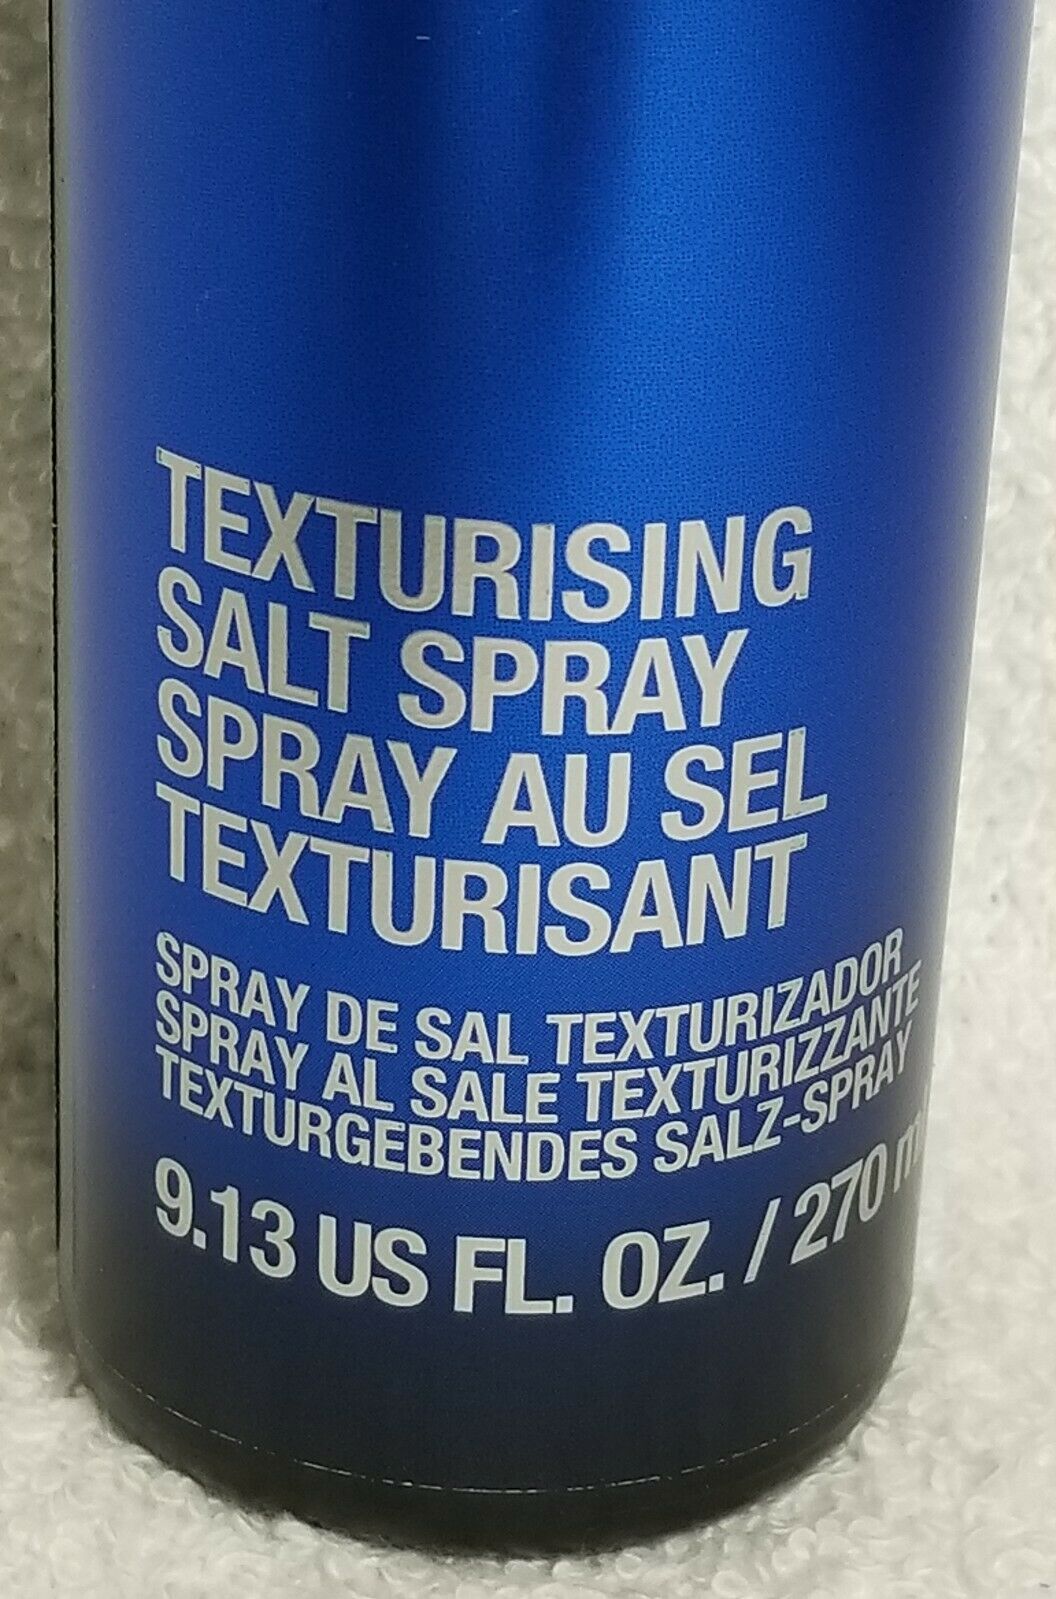 TEXTURISING
SALT SPRAY
SPRAY AU SEL
TEXTURISANT
SPRAY DE SAL TEXTURIZADOR
SPRAY AL SALE TEXTURIZZANTE
TEXTURGEBENDES SALZ-SPRAY
9.13 US FL. OZ. / 270 ml